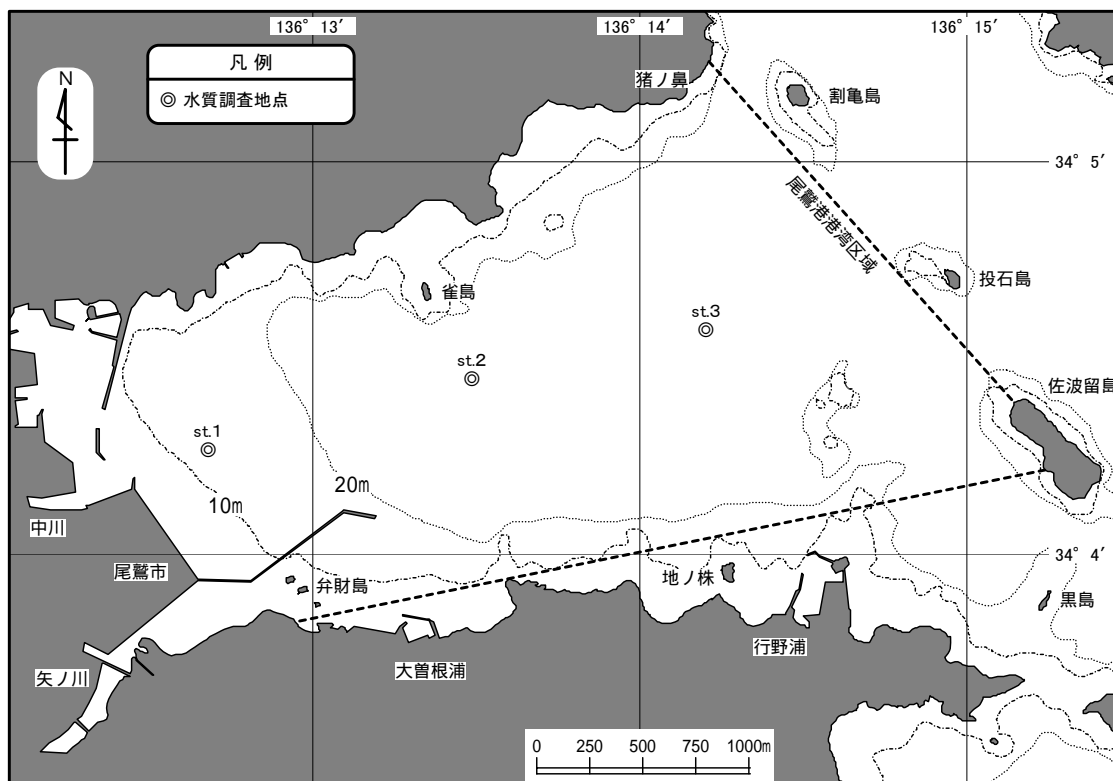 136° 13′
136° 14′
136° 15′
凡 例
◎ 水質調査地点
N
猪ノ鼻
割亀島
34° 5′
尾鷲港港湾区域
投石島
雀島
st.3
st.2
佐波留島
st.1
10m
20m
中川
34° 4′
尾鷲市
弁財島
地ノ株
黒島
行野浦
大曽根浦
矢ノ川
0 250 500 750 1000m